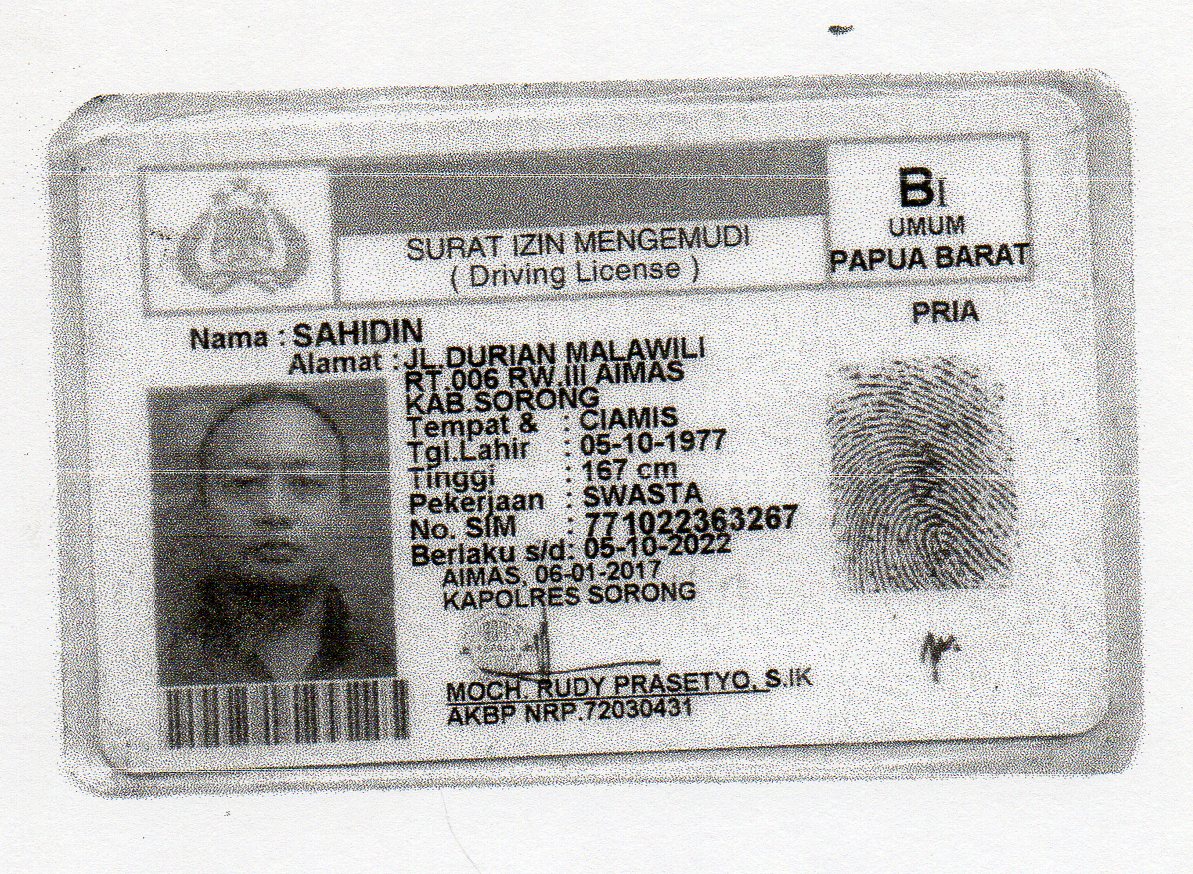 SURAT IZIN MENGEMUDI
( Driving License )
BI
UMUM
PAPUA BARAT
PRIA
Nama : SAHIDIN
Alamat : JL.DURIAN MALAWILI
RT.006 RW.III AIMAS
KAB.SORONG
Tempat & : CIAMIS
Tgl.Lahir : 05-10-1977
Tinggi : 167 cm
Pekerjaan : SWASTA
No. SIM : 771022363267
Berlaku s/d : 05-10-2022
AIMAS, 06-01-2017
KAPOLRES SORONG
MOCH. RUDY PRASETYO, S.IK
AKBP NRP.72030431